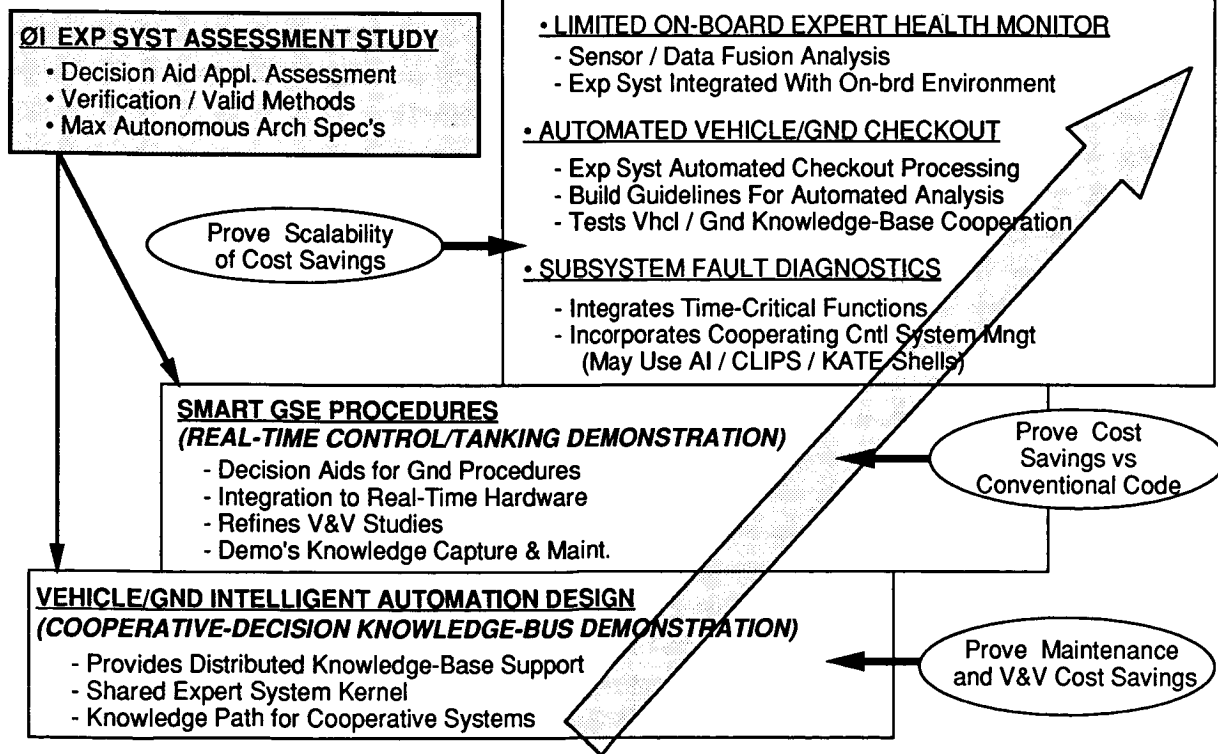 ØI EXP SYST ASSESSMENT STUDY
• Decision Aid Appl. Assessment
• Verification / Valid Methods
• Max Autonomous Arch Spec's
• LIMITED ON-BOARD EXPERT HEALTH MONITOR
- Sensor / Data Fusion Analysis
- Exp Syst Integrated With On-brd Environment
• AUTOMATED VEHICLE/GND CHECKOUT
- Exp Syst Automated Checkout Processing
- Build Guidelines For Automated Analysis
- Tests Vhcl / Gnd Knowledge-Base Cooperation
• SUBSYSTEM FAULT DIAGNOSTICS
- Integrates Time-Critical Functions
- Incorporates Cooperating Cntl System Mngt
(May Use AI / CLIPS / KATE Shells)
Prove Scalability
of Cost Savings
SMART GSE PROCEDURES
(REAL-TIME CONTROL/TANKING DEMONSTRATION)
- Decision Aids for Gnd Procedures
- Integration to Real-Time Hardware
- Refines V&V Studies
- Demo's Knowledge Capture & Maint.
Prove Cost
Savings vs
Conventional Code
VEHICLE/GND INTELLIGENT AUTOMATION DESIGN
(COOPERATIVE-DECISION KNOWLEDGE-BUS DEMONSTRATION)
- Provides Distributed Knowledge-Base Support
- Shared Expert System Kernel
- Knowledge Path for Cooperative Systems
Prove Maintenance
and V&V Cost Savings